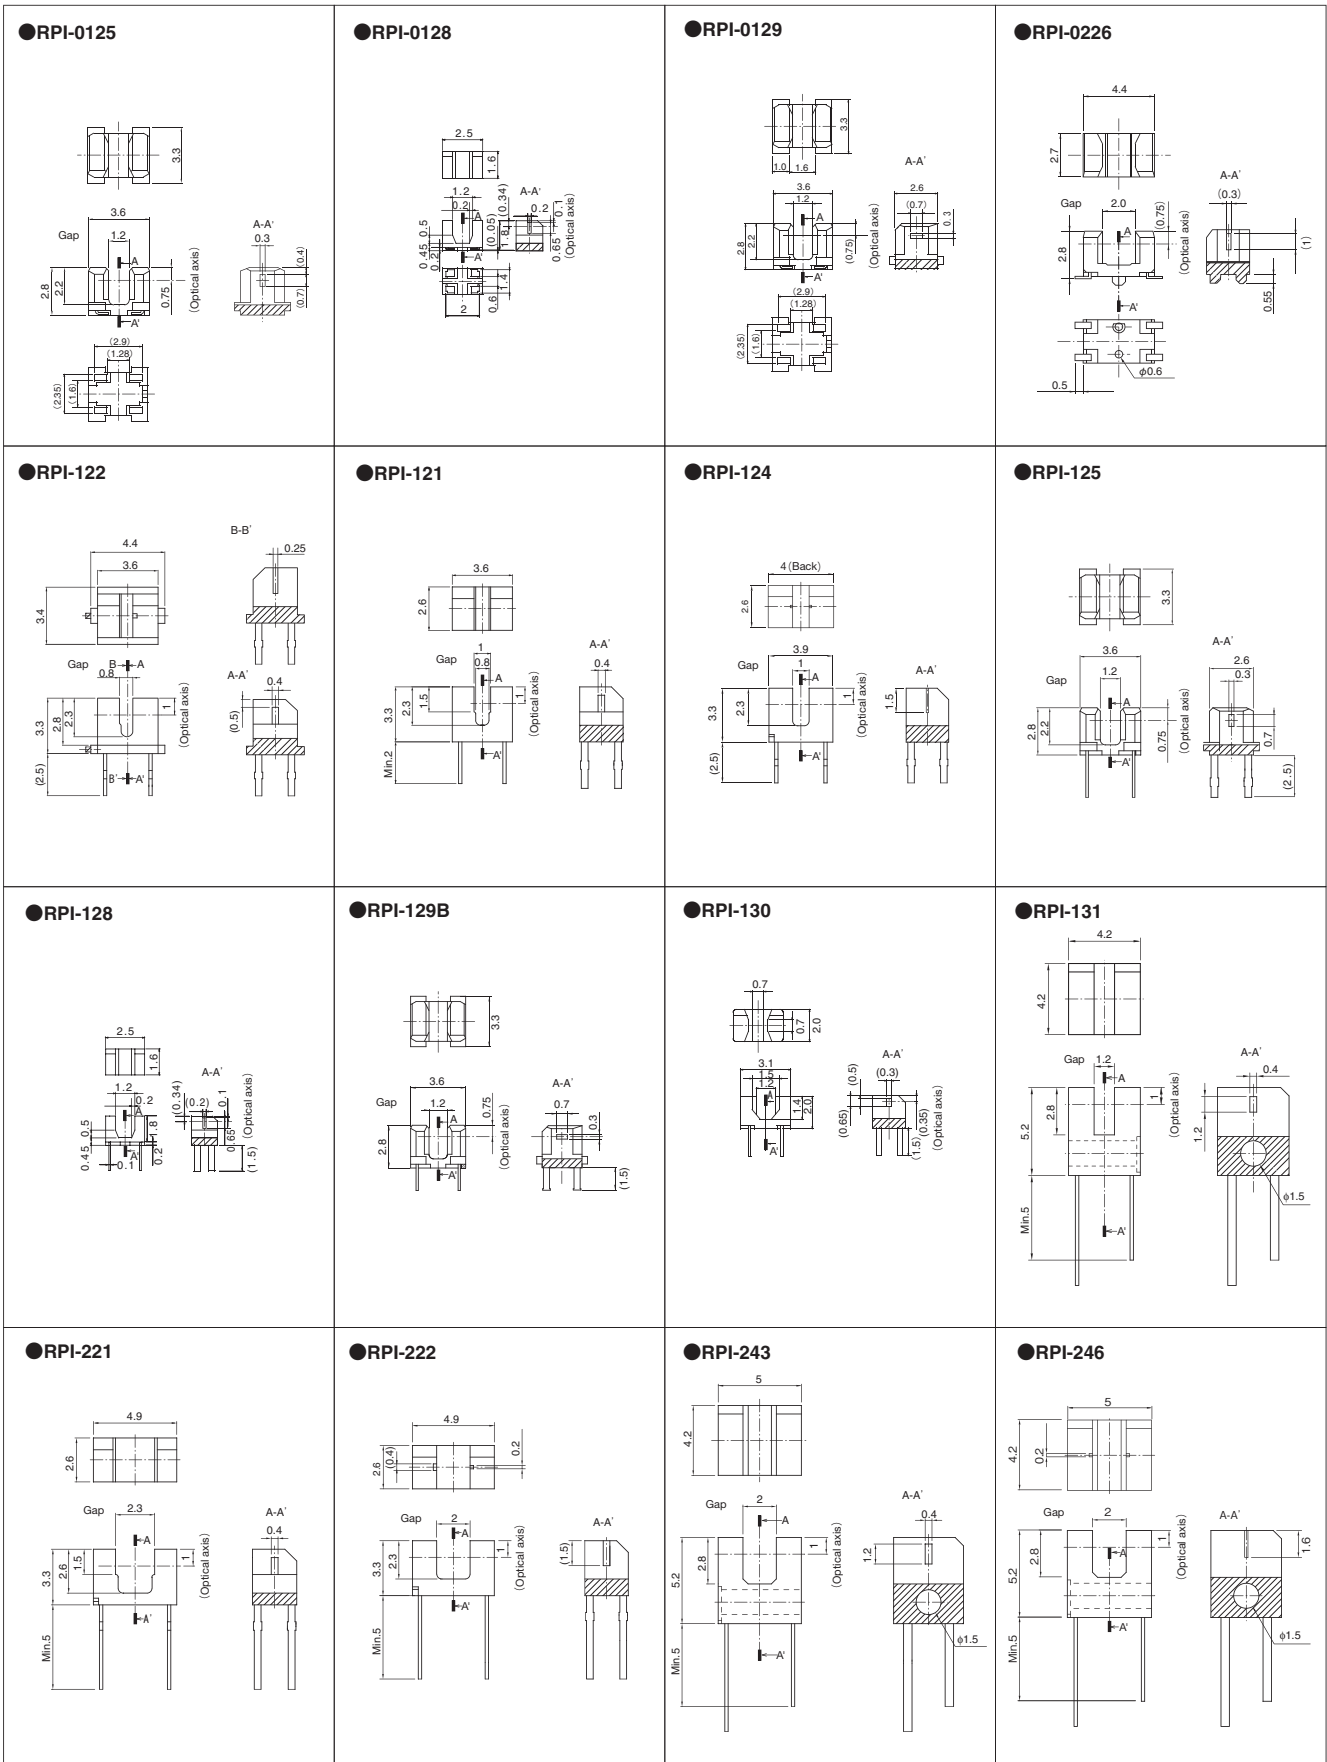 ●RPI-0125
3.3
3.6
Gap
1.2
A
2.8
2.2
0.75
(Optical axis)
A'
A-A'
0.3
(0.4)
(0.7)
(2.9)
(1.28)
(2.35)
(1.6)
●RPI-0128
2.5
1.6
1.2
0.2
A
0.5
0.45
0.2
(0.05)
(0.34)
1.8
A'
A-A'
0.2
0.1
0.65
(Optical axis)
1.4
0.6
2
●RPI-0129
3.3
1.0
1.6
3.6
1.2
A
2.8
2.2
(0.75)
(Optical axis)
A'
A-A'
2.6
(0.7)
0.3
(2.9)
(1.28)
(2.35)
(1.6)
●RPI-0226
4.4
2.7
Gap
2.0
(0.75)
A
2.8
(Optical axis)
A'
A-A'
(0.3)
(1)
0.55
ϕ0.6
0.5
●RPI-122
4.4
3.6
3.4
Gap
B
A
0.8
3.3
2.8
2.3
1
(Optical axis)
(2.5)
B'
A'
B-B'
0.25
A-A'
0.4
(0.5)
●RPI-121
3.6
2.6
Gap
1
0.8
A
3.3
2.3
1.5
1
(Optical axis)
Min.2
A'
A-A'
0.4
●RPI-124
4(Back)
2.6
Gap
3.9
1
A
3.3
2.3
1
(Optical axis)
(2.5)
A'
A-A'
1.5
●RPI-125
3.3
3.6
Gap
1.2
A
2.8
2.2
0.75
(Optical axis)
A'
A-A'
2.6
0.3
0.7
(2.5)
●RPI-128
2.5
1.6
1.2
0.2
A
0.5
0.45
1.8
0.2
A'
0.1
A-A'
(0.34)
(0.2)
0.1
0.65
(Optical axis)
(1.5)
●RPI-129B
3.3
3.6
Gap
1.2
0.75
A
2.8
(Optical axis)
A'
A-A'
0.7
0.3
(1.5)
●RPI-130
0.7
0.7
2.0
3.1
1.5
1.2
A
1.4
2.0
A'
A-A'
(0.5)
(0.3)
(0.65)
(0.35)
(1.5)
(Optical axis)
●RPI-131
4.2
4.2
Gap
1.2
A
5.2
2.8
1
(Optical axis)
Min.5
A'
A-A'
0.4
1.2
ϕ1.5
●RPI-221
4.9
2.6
Gap
2.3
A
3.3
2.6
1.5
1
(Optical axis)
Min.5
A'
A-A'
0.4
●RPI-222
4.9
2.6
(0.4)
0.2
Gap
2
A
3.3
2.3
1
(Optical axis)
Min.5
A'
A-A'
(1.5)
●RPI-243
5
4.2
Gap
2
A
5.2
2.8
1
(Optical axis)
Min.5
A'
A-A'
0.4
1.2
ϕ1.5
●RPI-246
5
4.2
0.2
Gap
2
A
5.2
2.8
1
(Optical axis)
Min.5
A'
A-A'
1.6
ϕ1.5